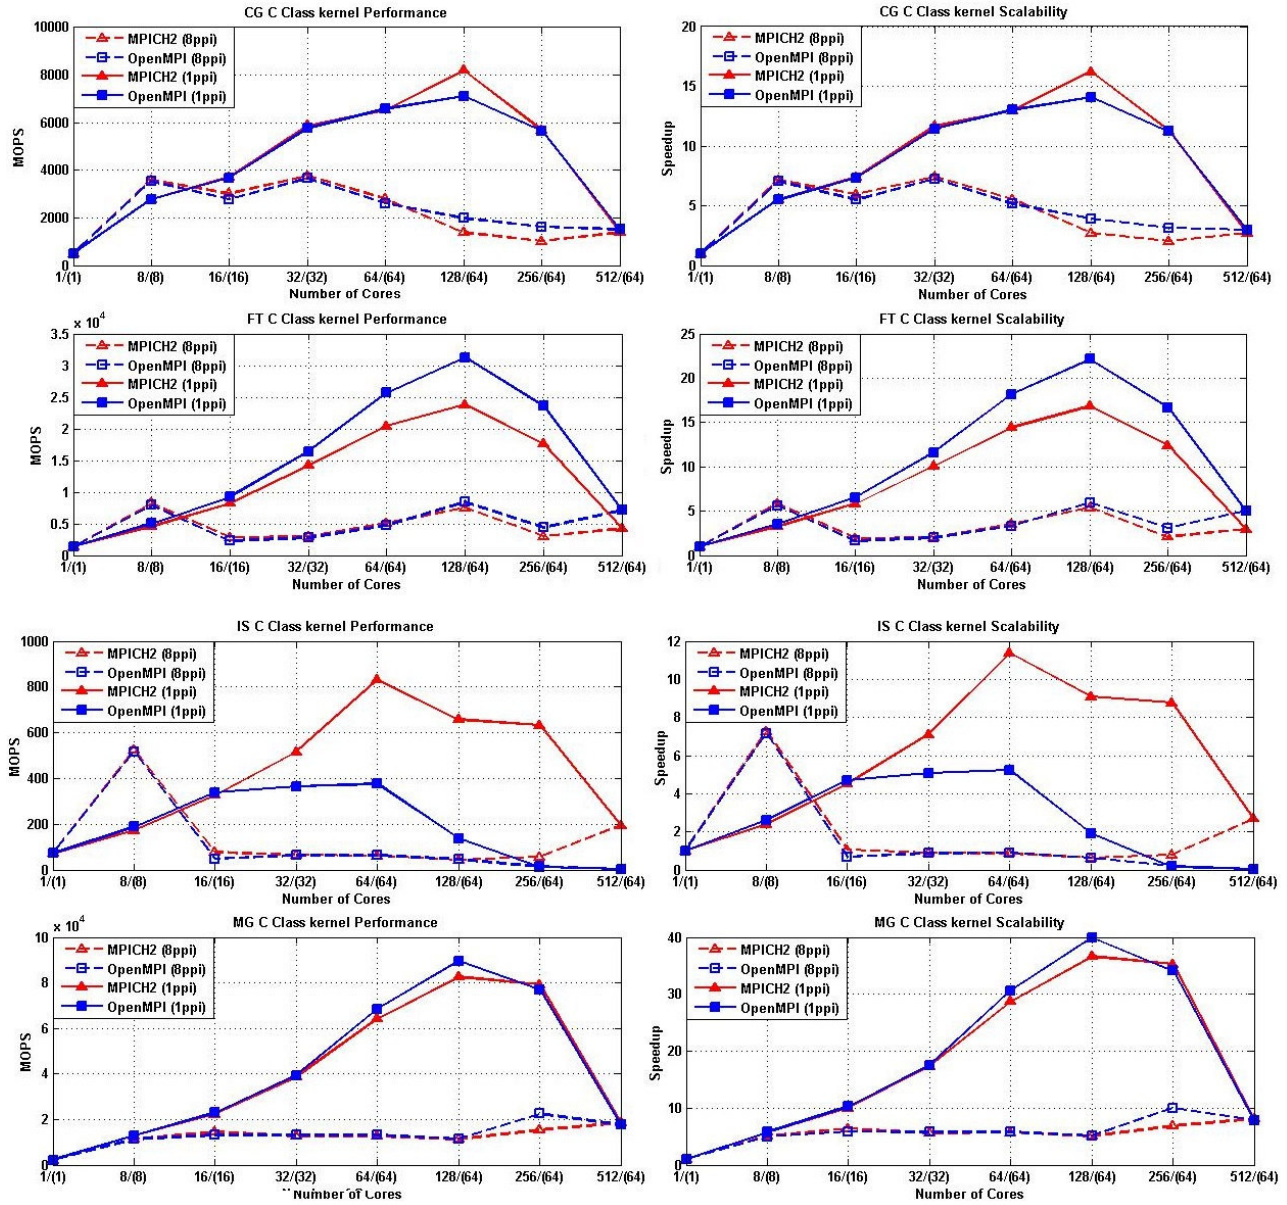 CG C Class kernel Performance
10000
8000
6000
4000
2000
0
MOPS
MPICH2 (8ppi)
OpenMPI (8ppi)
MPICH2 (1ppi)
OpenMPI (1ppi)
1/(1) 8/(8) 16/(16) 32/(32) 64/(64) 128/(64) 256/(64) 512/(64)
Number of Cores
CG C Class kernel Scalability
20
15
10
5
0
Speedup
MPICH2 (8ppi)
OpenMPI (8ppi)
MPICH2 (1ppi)
OpenMPI (1ppi)
1/(1) 8/(8) 16/(16) 32/(32) 64/(64) 128/(64) 256/(64) 512/(64)
Number of Cores
x 10^4
FT C Class kernel Performance
3.5
3
2.5
2
1.5
1
0.5
0
MOPS
MPICH2 (8ppi)
OpenMPI (8ppi)
MPICH2 (1ppi)
OpenMPI (1ppi)
1/(1) 8/(8) 16/(16) 32/(32) 64/(64) 128/(64) 256/(64) 512/(64)
Number of Cores
FT C Class kernel Scalability
25
20
15
10
5
0
Speedup
MPICH2 (8ppi)
OpenMPI (8ppi)
MPICH2 (1ppi)
OpenMPI (1ppi)
1/(1) 8/(8) 16/(16) 32/(32) 64/(64) 128/(64) 256/(64) 512/(64)
Number of Cores
IS C Class kernel Performance
1000
800
600
400
200
0
MOPS
MPICH2 (8ppi)
OpenMPI (8ppi)
MPICH2 (1ppi)
OpenMPI (1ppi)
1/(1) 8/(8) 16/(16) 32/(32) 64/(64) 128/(64) 256/(64) 512/(64)
Number of Cores
IS C Class kernel Scalability
12
10
8
6
4
2
0
Speedup
MPICH2 (8ppi)
OpenMPI (8ppi)
MPICH2 (1ppi)
OpenMPI (1ppi)
1/(1) 8/(8) 16/(16) 32/(32) 64/(64) 128/(64) 256/(64) 512/(64)
Number of Cores
x 10^4
MG C Class kernel Performance
10
8
6
4
2
0
MOPS
MPICH2 (8ppi)
OpenMPI (8ppi)
MPICH2 (1ppi)
OpenMPI (1ppi)
1/(1) 8/(8) 16/(16) 32/(32) 64/(64) 128/(64) 256/(64) 512/(64)
Number of Cores
MG C Class kernel Scalability
40
30
20
10
0
Speedup
MPICH2 (8ppi)
OpenMPI (8ppi)
MPICH2 (1ppi)
OpenMPI (1ppi)
1/(1) 8/(8) 16/(16) 32/(32) 64/(64) 128/(64) 256/(64) 512/(64)
Number of Cores